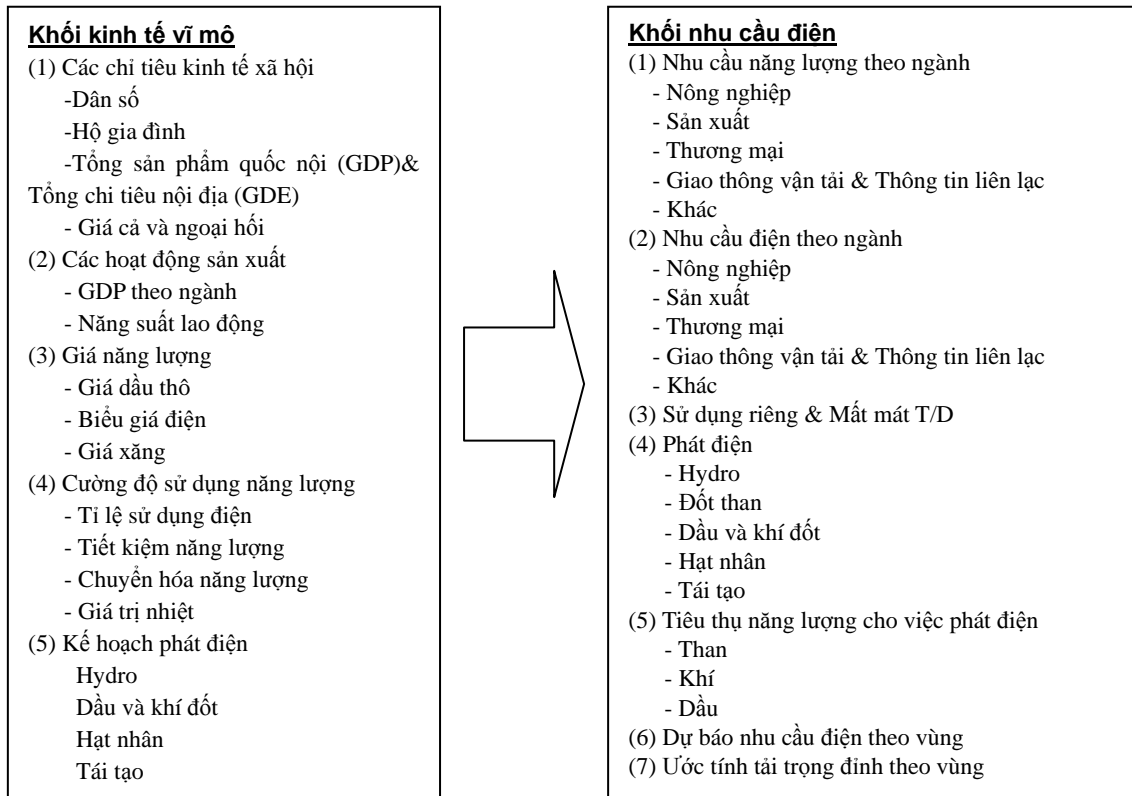 Khối kinh tế vĩ mô
(1) Các chỉ tiêu kinh tế xã hội
-Dân số
-Hộ gia đình
-Tổng sản phẩm quốc nội (GDP)&
Tổng chi tiêu nội địa (GDE)
- Giá cả và ngoại hối
(2) Các hoạt động sản xuất
- GDP theo ngành
- Năng suất lao động
(3) Giá năng lượng
- Giá dầu thô
- Biểu giá điện
- Giá xăng
(4) Cường độ sử dụng năng lượng
- Tỉ lệ sử dụng điện
- Tiết kiệm năng lượng
- Chuyển hóa năng lượng
- Giá trị nhiệt
(5) Kế hoạch phát điện
Hydro
Dầu và khí đốt
Hạt nhân
Tái tạo
Khối nhu cầu điện
(1) Nhu cầu năng lượng theo ngành
- Nông nghiệp
- Sản xuất
- Thương mại
- Giao thông vận tải & Thông tin liên lạc
- Khác
(2) Nhu cầu điện theo ngành
- Nông nghiệp
- Sản xuất
- Thương mại
- Giao thông vận tải & Thông tin liên lạc
- Khác
(3) Sử dụng riêng & Mất mát T/D
(4) Phát điện
- Hydro
- Đốt than
- Dầu và khí đốt
- Hạt nhân
- Tái tạo
(5) Tiêu thụ năng lượng cho việc phát điện
- Than
- Khí
- Dầu
(6) Dự báo nhu cầu điện theo vùng
(7) Ước tính tải trọng đỉnh theo vùng